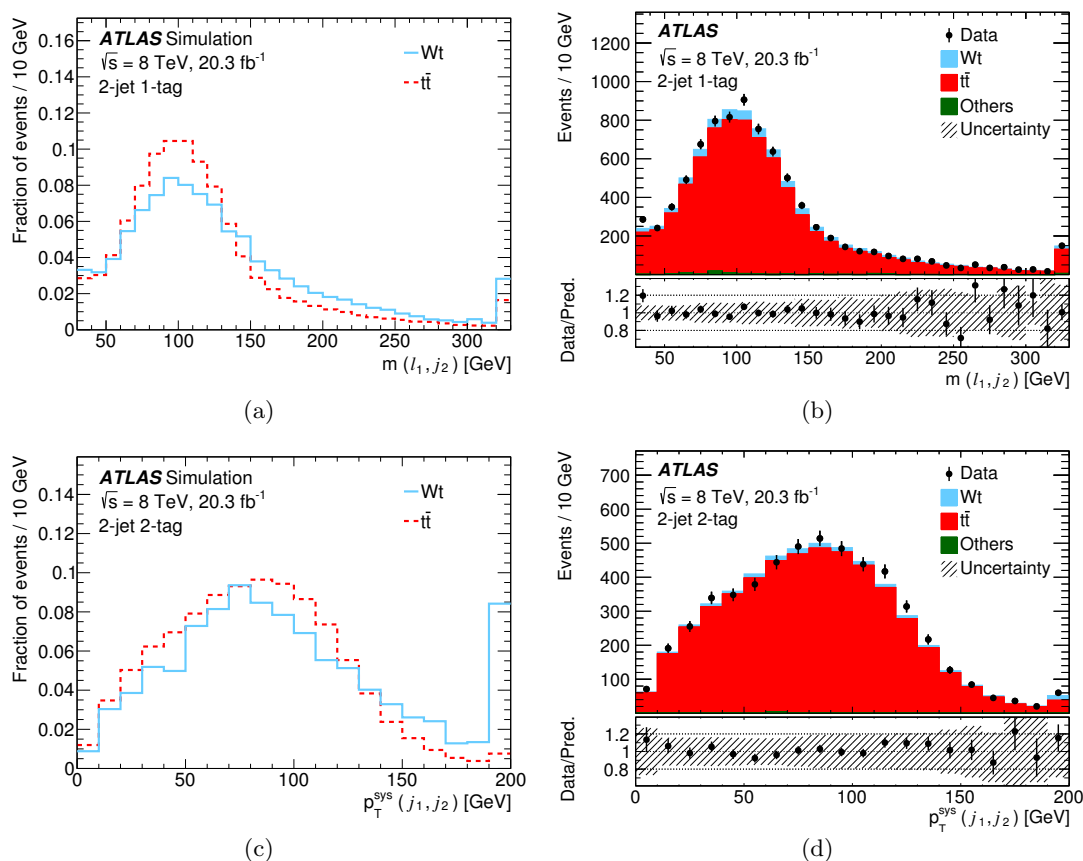 ATLAS Simulation
√s = 8 TeV, 20.3 fb⁻¹
2-jet 1-tag
Wt
tt̄
Fraction of events / 10 GeV
0.16
0.14
0.12
0.1
0.08
0.06
0.04
0.02
0
50 100 150 200 250 300
m (l₁, j₂) [GeV]
(a)
ATLAS
√s = 8 TeV, 20.3 fb⁻¹
2-jet 1-tag
Data
Wt
tt̄
Others
Uncertainty
Events / 10 GeV
1200
1000
800
600
400
200
Data/Pred.
1.2
1
0.8
50 100 150 200 250 300
m (l₁, j₂) [GeV]
(b)
ATLAS Simulation
√s = 8 TeV, 20.3 fb⁻¹
2-jet 2-tag
Wt
tt̄
Fraction of events / 10 GeV
0.14
0.12
0.1
0.08
0.06
0.04
0.02
0
0 50 100 150 200
p_T^sys (j₁, j₂) [GeV]
(c)
ATLAS
√s = 8 TeV, 20.3 fb⁻¹
2-jet 2-tag
Data
Wt
tt̄
Others
Uncertainty
Events / 10 GeV
700
600
500
400
300
200
100
Data/Pred.
1.2
1
0.8
0 50 100 150 200
p_T^sys (j₁, j₂) [GeV]
(d)